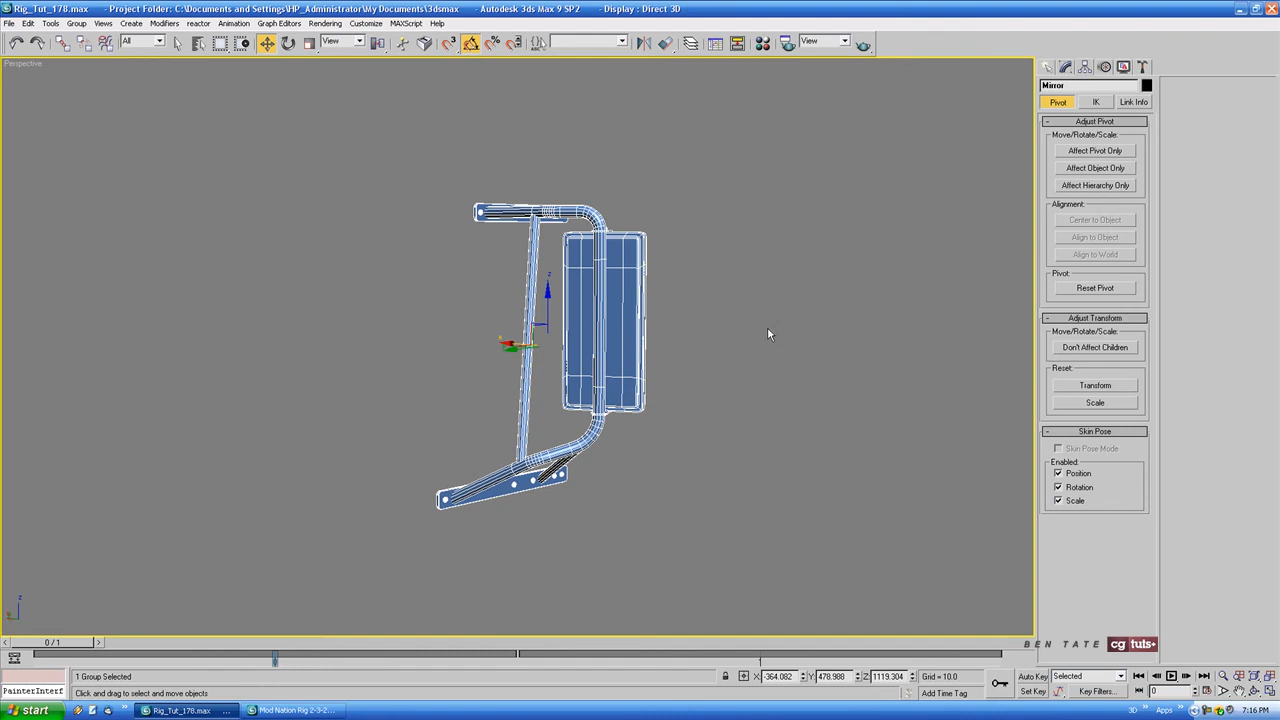 Rig_Tut_178.max - Project Folder: C:\Documents and Settings\HP_Administrator\My Documents\3dsmax - Autodesk 3ds Max 9 SP2 - Display : Direct 3D
File Edit Tools Group Views Create Modifiers reactor Animation Graph Editors Rendering Customize MAXScript Help
All View View
Perspective
Mirror
Pivot IK Link Info
- Adjust Pivot
Move/Rotate/Scale:
Affect Pivot Only
Affect Object Only
Affect Hierarchy Only
Alignment:
Center to Object
Align to Object
Align to World
Pivot:
Reset Pivot
- Adjust Transform
Move/Rotate/Scale:
Don't Affect Children
Reset:
Transform
Scale
- Skin Pose
Skin Pose Mode
Enabled:
Position
Rotation
Scale
z
z
< 0 / 1 >
BEN TATE cg tuts+
0 1
1 Group Selected X: -364.082 Y: 478.988 Z: 1119.304 Grid = 10.0 Auto Key Selected
PainterInterf Click and drag to select and move objects Add Time Tag Set Key Key Filters... 0
start Rig_Tut_178.max Mod Nation Rig 2-3-2... 3D Apps 7:16 PM